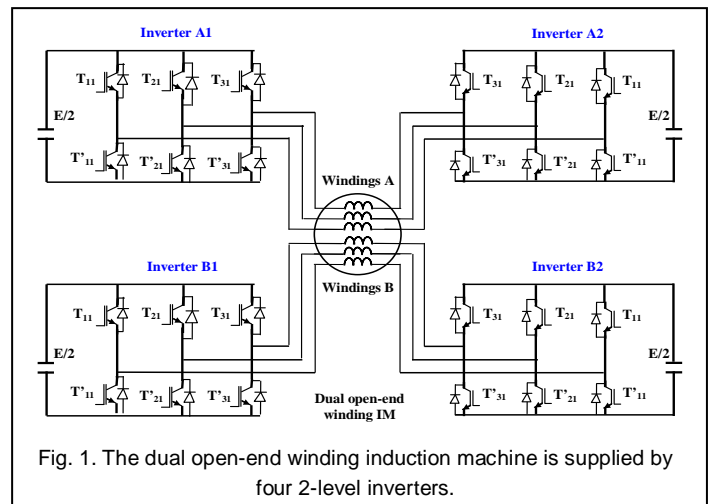 Inverter A1
Inverter A2
T₁₁ T₂₁ T₃₁
T₃₁ T₂₁ T₁₁
E/2
E/2
T'₁₁ T'₂₁ T'₃₁
T'₃₁ T'₂₁ T'₁₁
Windings A
Inverter B1
Inverter B2
Windings B
T₁₁ T₂₁ T₃₁
T₃₁ T₂₁ T₁₁
E/2
E/2
T'₁₁ T'₂₁ T'₃₁
T'₃₁ T'₂₁ T'₁₁
Dual open-end
winding IM
Fig. 1. The dual open-end winding induction machine is supplied by
four 2-level inverters.